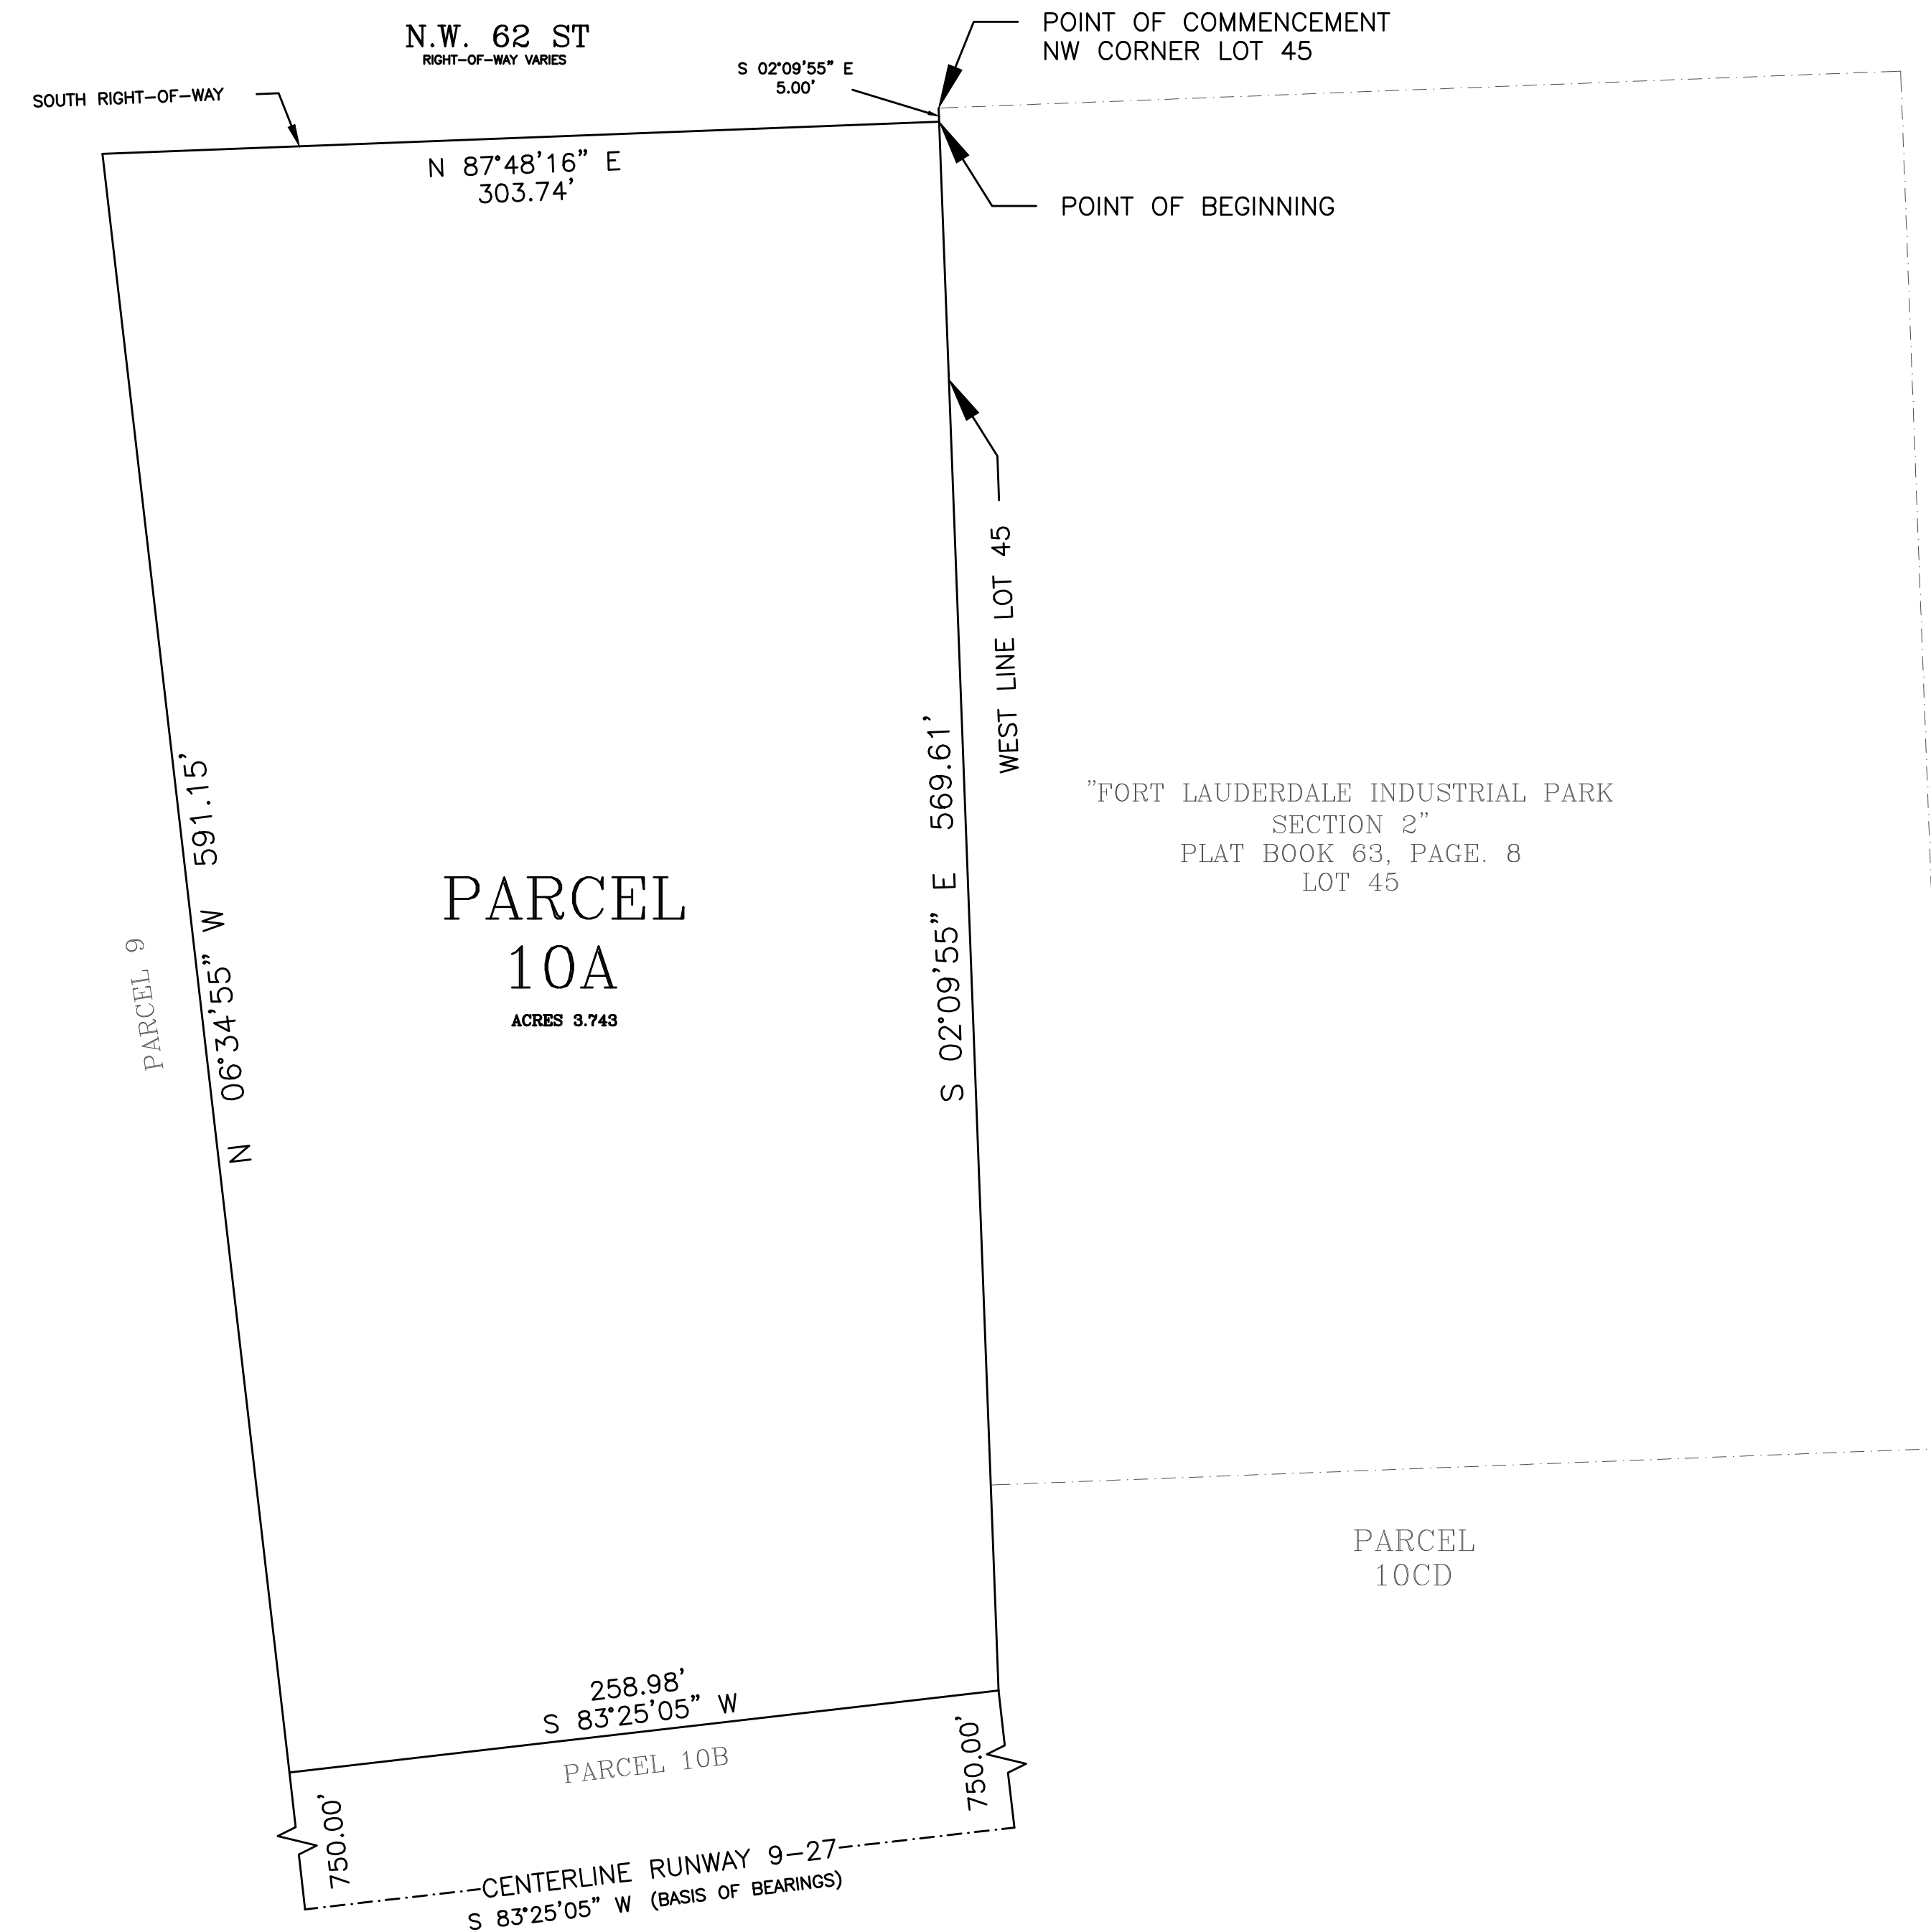 N.W. 62 ST
RIGHT-OF-WAY VARIES
POINT OF COMMENCEMENT
NW CORNER LOT 45
S 02°09'55" E
5.00'
SOUTH RIGHT-OF-WAY
N 87°48'16" E
303.74'
POINT OF BEGINNING
WEST LINE LOT 45
N 06°34'55" W 591.15'
S 02°09'55" E 569.61'
"FORT LAUDERDALE INDUSTRIAL PARK
SECTION 2"
PLAT BOOK 63, PAGE. 8
LOT 45
PARCEL
10A
ACRES 3.743
PARCEL 9
PARCEL
10CD
258.98'
S 83°25'05" W
PARCEL 10B
750.00'
750.00'
CENTERLINE RUNWAY 9-27
S 83°25'05" W (BASIS OF BEARINGS)